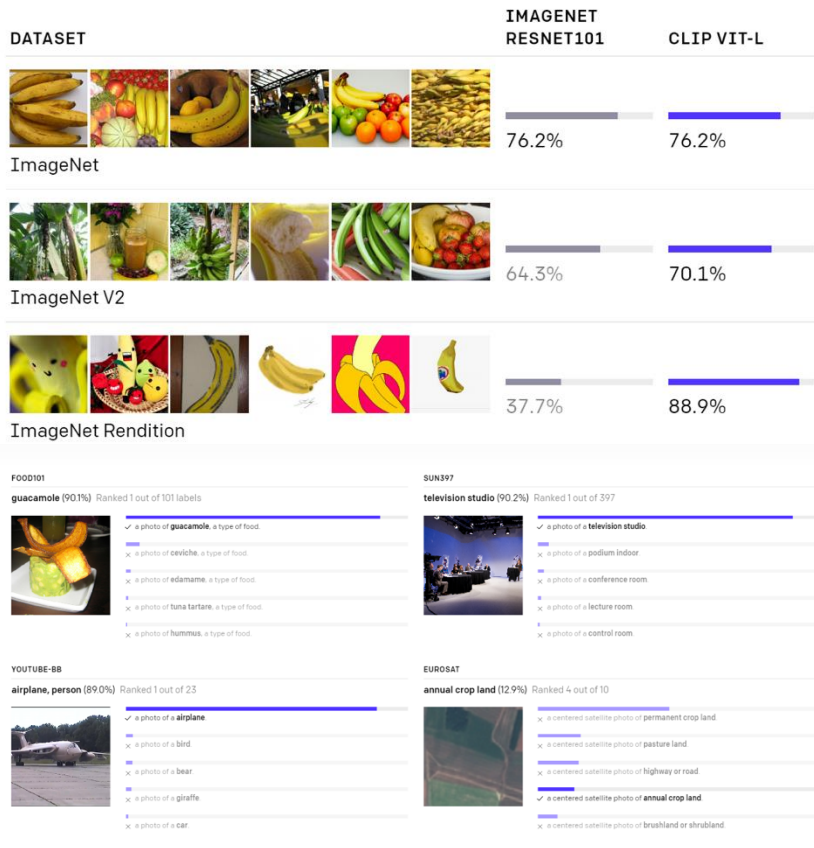 DATASET
IMAGENET
RESNET101
CLIP VIT-L
76.2%
76.2%
ImageNet
64.3%
70.1%
ImageNet V2
37.7%
88.9%
ImageNet Rendition
FOOD101
guacamole (90.1%) Ranked 1 out of 101 labels
✓ a photo of guacamole, a type of food.
× a photo of ceviche, a type of food.
× a photo of edamame, a type of food.
× a photo of tuna tartare, a type of food.
× a photo of hummus, a type of food.
SUN397
television studio (90.2%) Ranked 1 out of 397
✓ a photo of a television studio.
× a photo of a podium indoor.
× a photo of a conference room.
× a photo of a lecture room.
× a photo of a control room.
YOUTUBE-BB
airplane, person (89.0%) Ranked 1 out of 23
✓ a photo of a airplane.
× a photo of a bird.
× a photo of a bear.
× a photo of a giraffe.
× a photo of a car.
EUROSAT
annual crop land (12.9%) Ranked 4 out of 10
× a centered satellite photo of permanent crop land.
× a centered satellite photo of pasture land.
× a centered satellite photo of highway or road.
✓ a centered satellite photo of annual crop land.
× a centered satellite photo of brushland or shrubland.